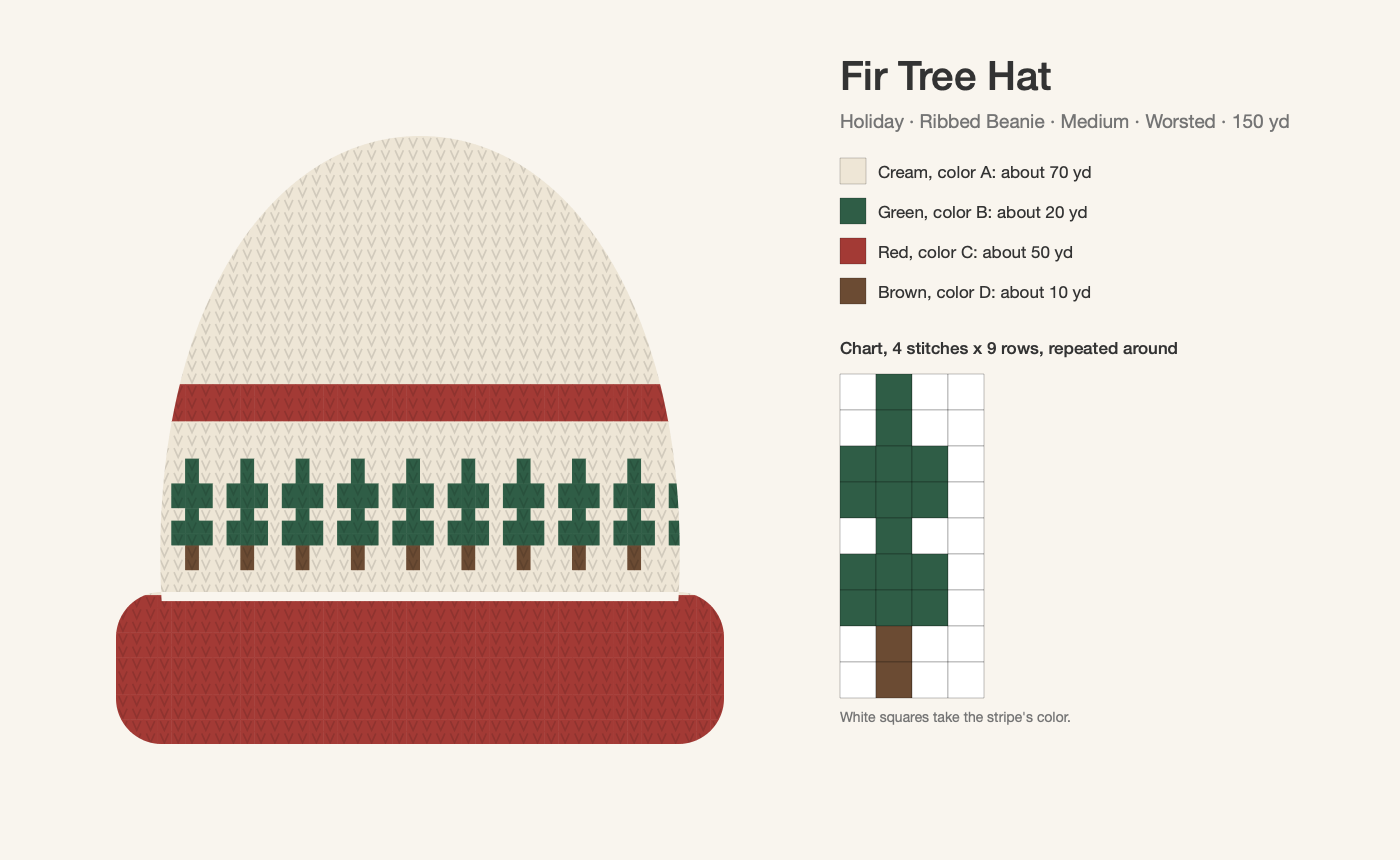 Fir Tree Hat
Holiday · Ribbed Beanie · Medium · Worsted · 150 yd
Cream, color A: about 70 yd
Green, color B: about 20 yd
Red, color C: about 50 yd
Brown, color D: about 10 yd
Chart, 4 stitches x 9 rows, repeated around
White squares take the stripe's color.